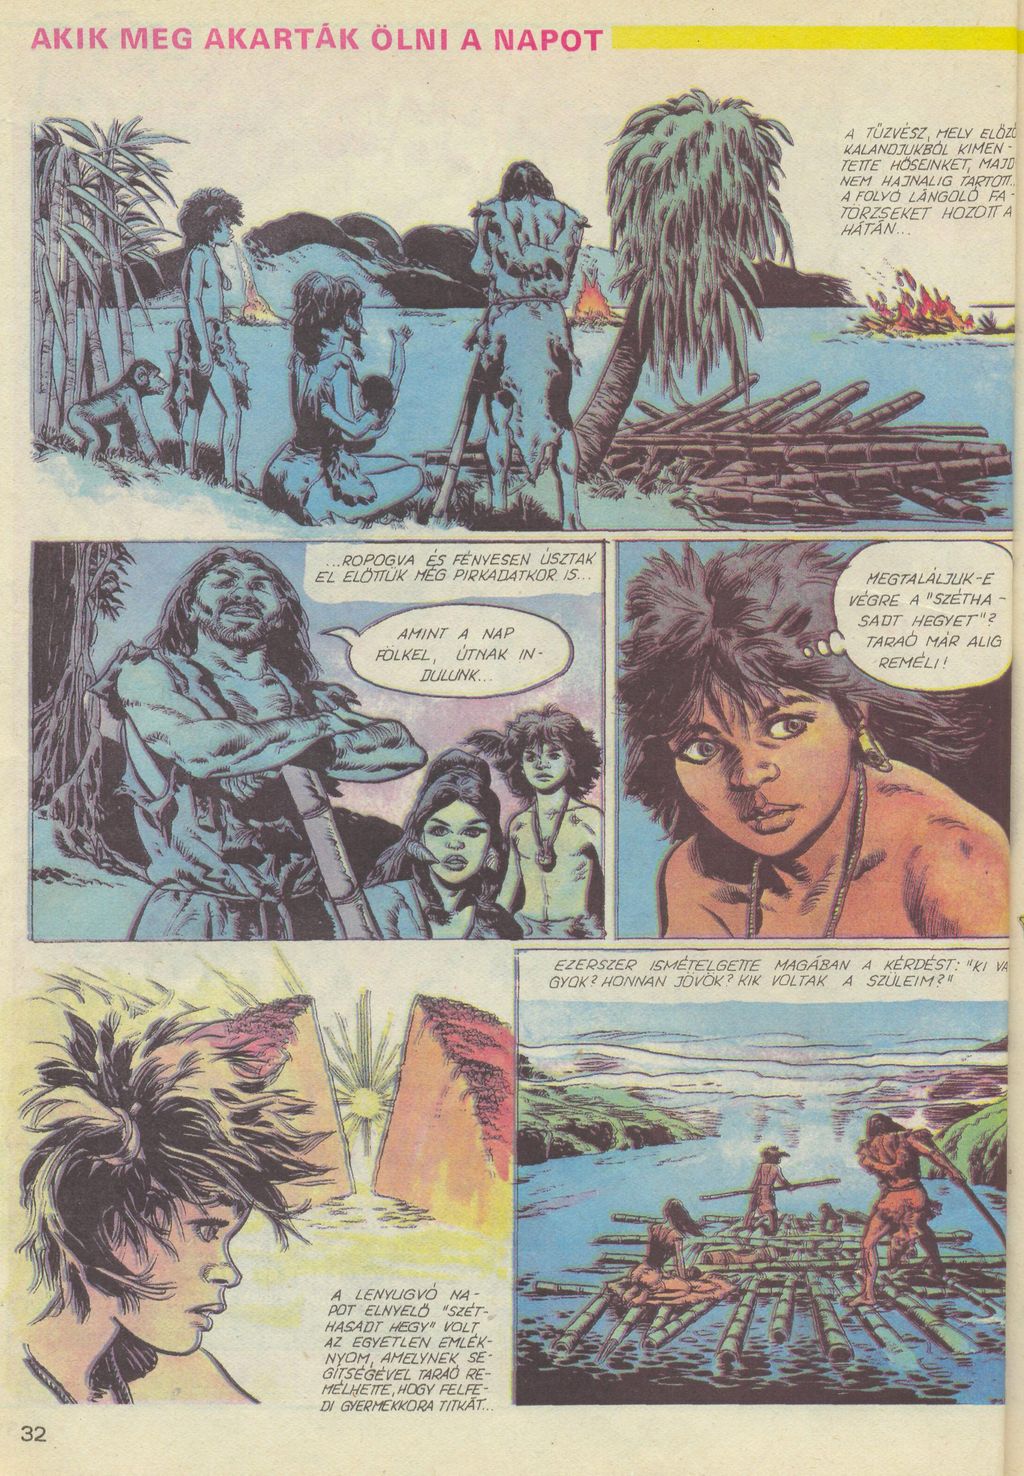 AKIK MEG AKARTÁK ÖLNI A NAPOT
A TŰZVÉSZ, MELY ELŐZŐ
KALANDJUKBÓL KIMEN-
TETTE HŐSEINKET, MAJD
NEM HAJNALIG TARTOTT...
A FOLYÓ LÁNGOLÓ FA-
TÖRZSEKET HOZOTT A
HÁTÁN...
...ROPOGVA ÉS FÉNYESEN ÚSZTAK
EL ELŐTTÜK MÉG PIRKADATKOR IS...
AMINT A NAP
FÖLKEL, ÚTNAK IN-
DULUNK...
MEGTALÁLJUK-E
VÉGRE A "SZÉTHA-
SADT HEGYET"?
TARAÓ MÁR ALIG
REMÉLI!
A LENYUGVÓ NA-
POT ELNYELŐ "SZÉT-
HASADT HEGY" VOLT
AZ EGYETLEN EMLÉK-
NYOM, AMELYNEK SE-
GÍTSÉGÉVEL TARAÓ RE-
MÉLHETTE, HOGY FELFE-
DI GYERMEKKORA TITKÁT...
EZERSZER ISMÉTELGETTE MAGÁBAN A KÉRDÉST: "KI VA
GYOK? HONNAN JÖVÖK? KIK VOLTAK A SZÜLEIM?"
32